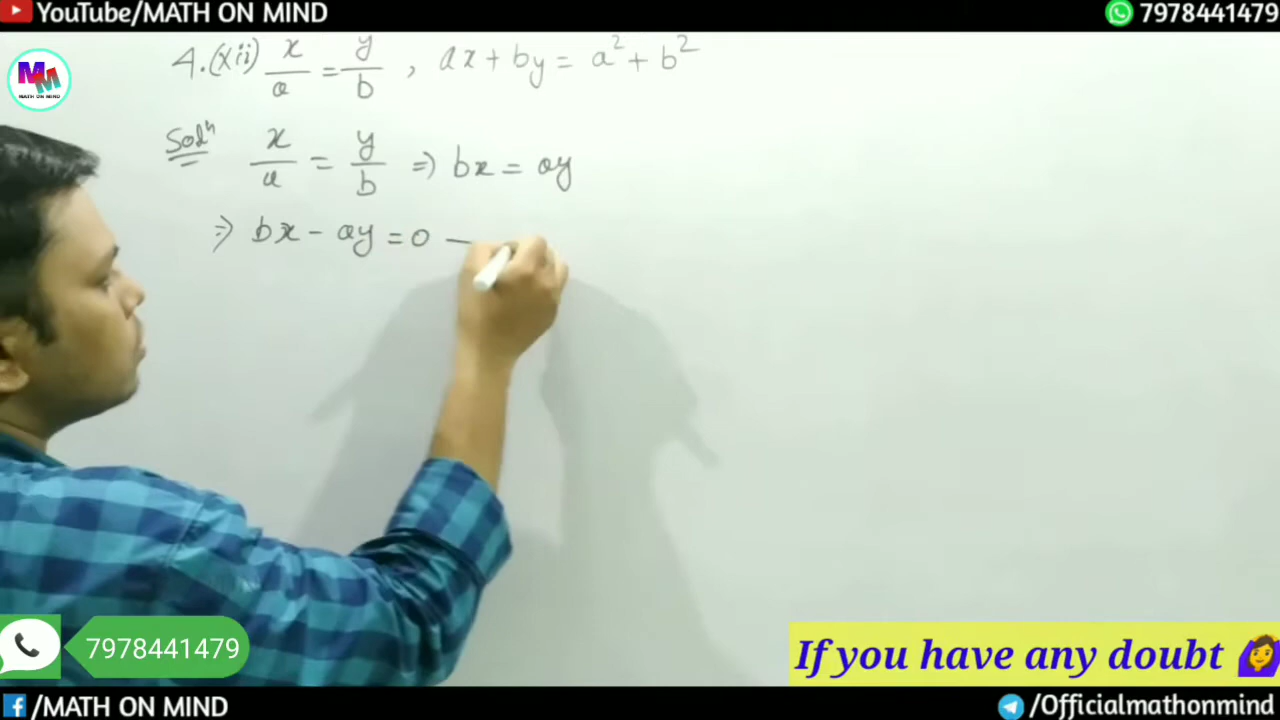 YouTube/MATH ON MIND
7978441479
MM
MATH ON MIND
4.(xii) x/a = y/b , ax + by = a² + b²
Solⁿ x/a = y/b ⇒ bx = ay
⇒ bx - ay = 0 —
7978441479
If you have any doubt 🙋
/MATH ON MIND
/Officialmathonmind